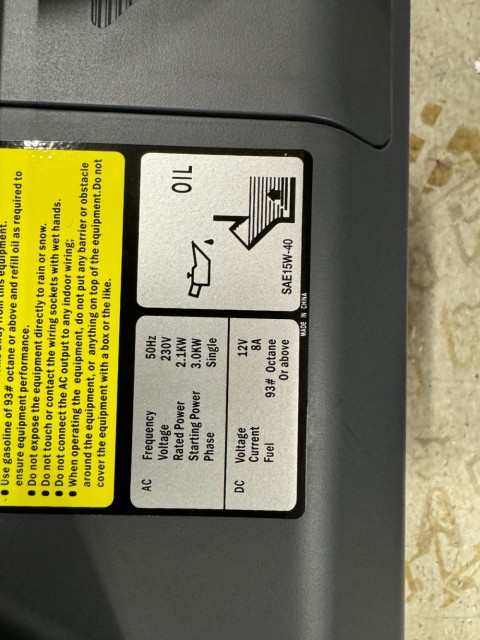 ● Use gasoline of 93# octane or above and refill oil as required to
ensure equipment performance.
● Do not expose the equipment directly to rain or snow.
● Do not touch or contact the wiring sockets with wet hands.
● Do not connect the AC output to any indoor wiring;
● When operating the equipment, do not put any barrier or obstacle
around the equipment, or anything on top of the equipment.Do not
cover the equipment with a box or the like.
AC Frequency 50Hz
Voltage 230V
Rated Power 2.1KW
Starting Power 3.0KW
Phase Single
DC Voltage 12V
Current 8A
Fuel 93# Octane
Or above
OIL
SAE15W-40
MADE IN CHINA